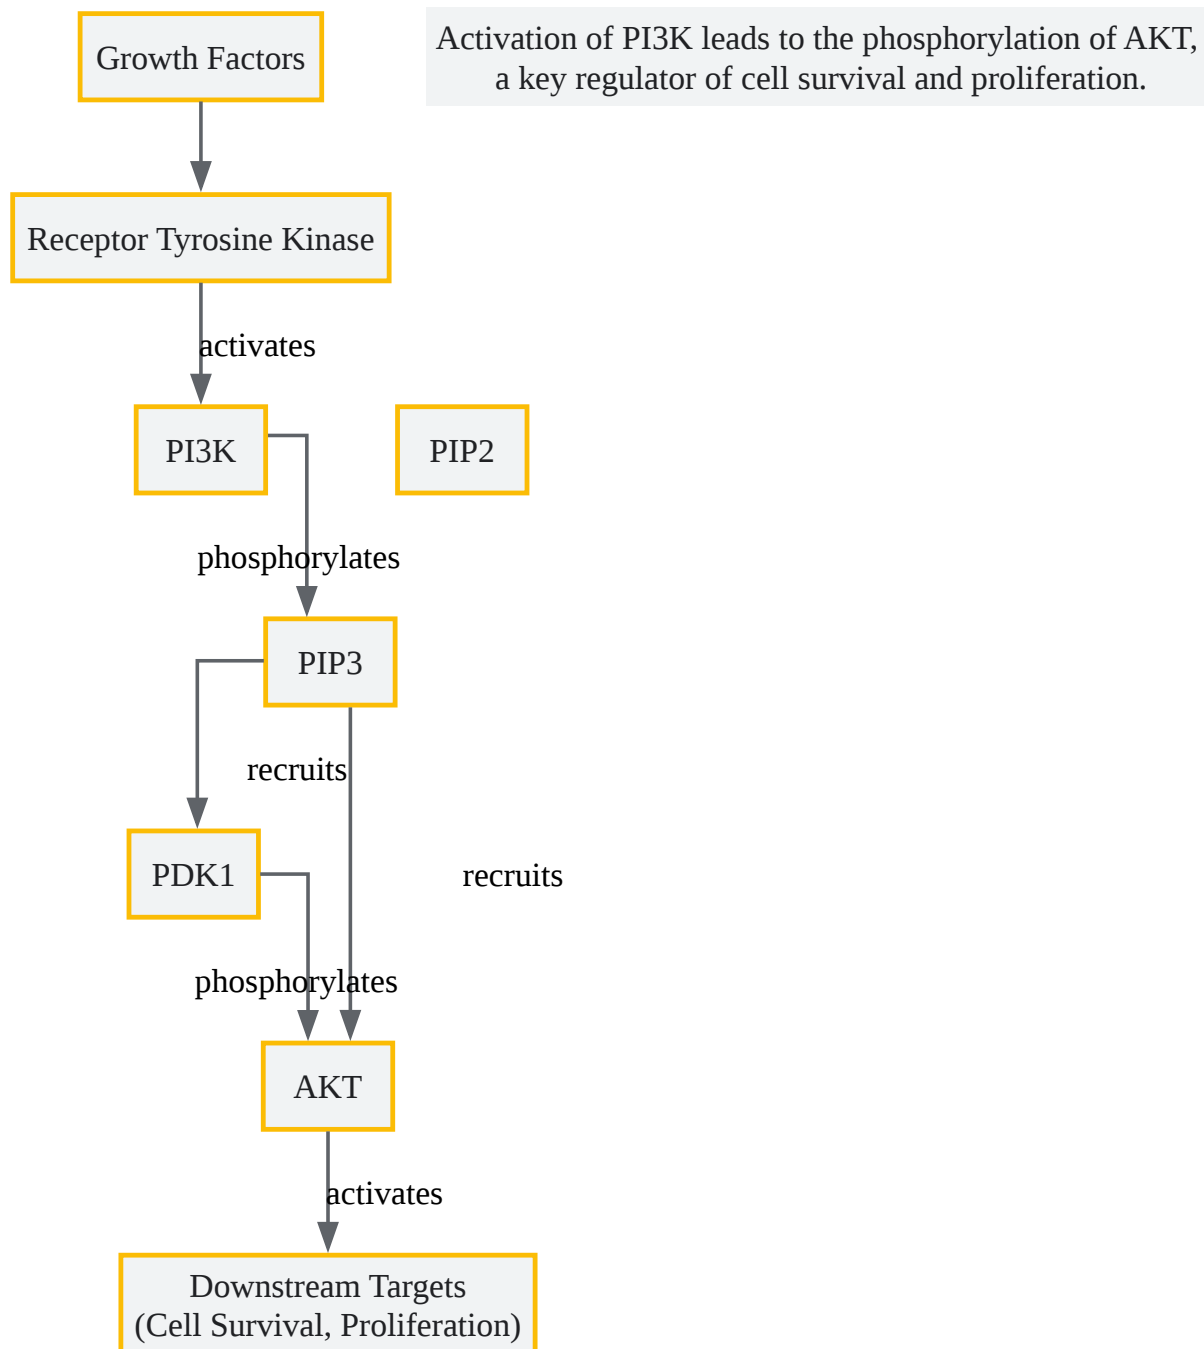 Growth Factors
Activation of PI3K leads to the phosphorylation of AKT,
a key regulator of cell survival and proliferation.
Receptor Tyrosine Kinase
activates
PI3K
PIP2
phosphorylates
PIP3
recruits
PDK1
recruits
phosphorylates
AKT
activates
Downstream Targets
(Cell Survival, Proliferation)